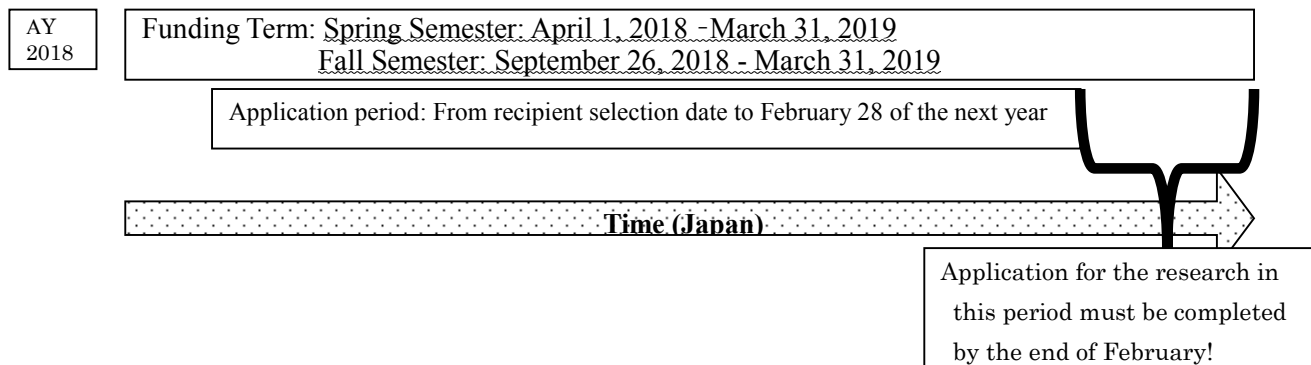 AY
2018
Funding Term: Spring Semester: April 1, 2018 -March 31, 2019
Fall Semester: September 26, 2018 - March 31, 2019
Application period: From recipient selection date to February 28 of the next year
Time (Japan)
Application for the research in
this period must be completed
by the end of February!